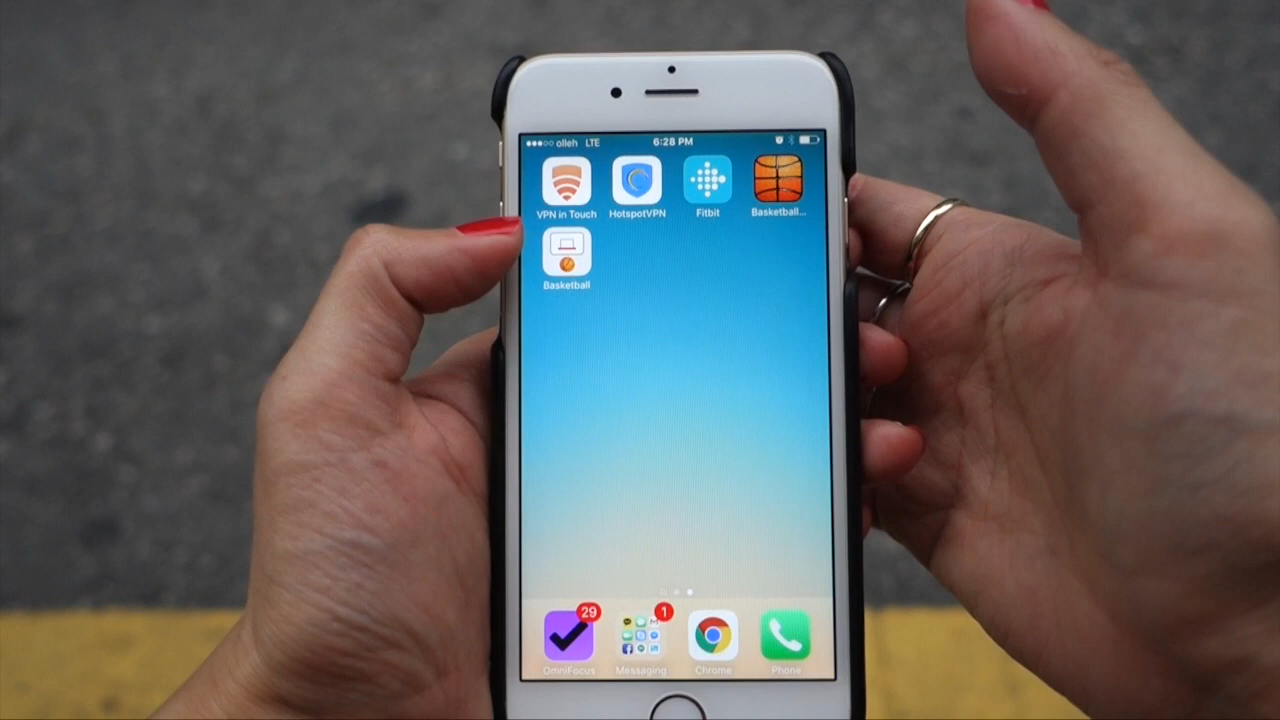 olleh LTE 6:28 PM
VPN in Touch HotspotVPN Fitbit Basketball...
Basketball
29 1
OmniFocus Messaging Chrome Phone